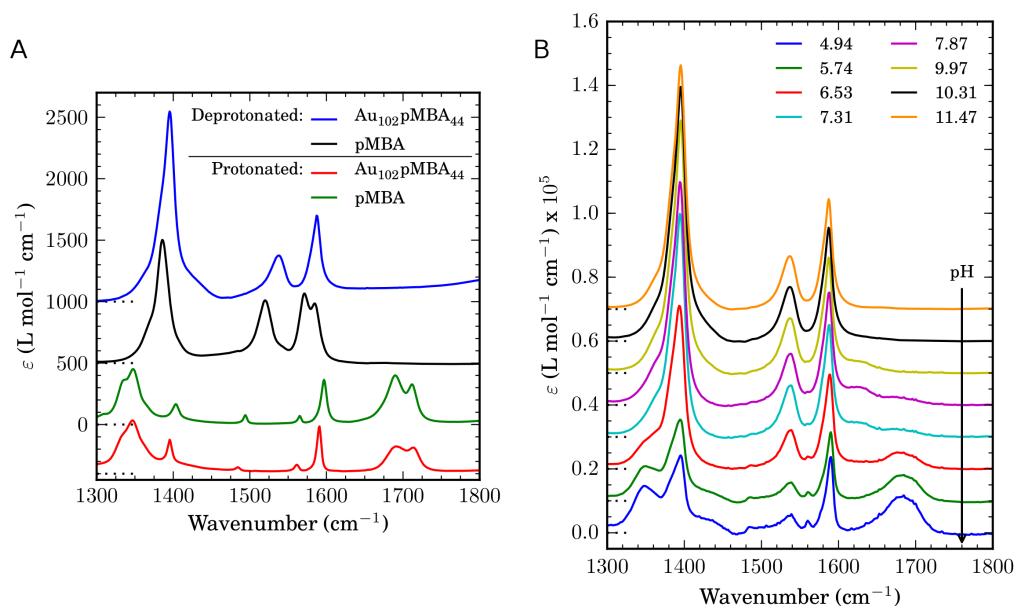 A
2500
2000
1500
1000
500
0
1300 1400 1500 1600 1700 1800
Wavenumber (cm⁻¹)
ε (L mol⁻¹ cm⁻¹)
Deprotonated: Au₁₀₂pMBA₄₄
pMBA
Protonated: Au₁₀₂pMBA₄₄
pMBA
B
1.6
1.4
1.2
1.0
0.8
0.6
0.4
0.2
0.0
1300 1400 1500 1600 1700 1800
Wavenumber (cm⁻¹)
ε (L mol⁻¹ cm⁻¹) x 10⁵
4.94 7.87
5.74 9.97
6.53 10.31
7.31 11.47
pH